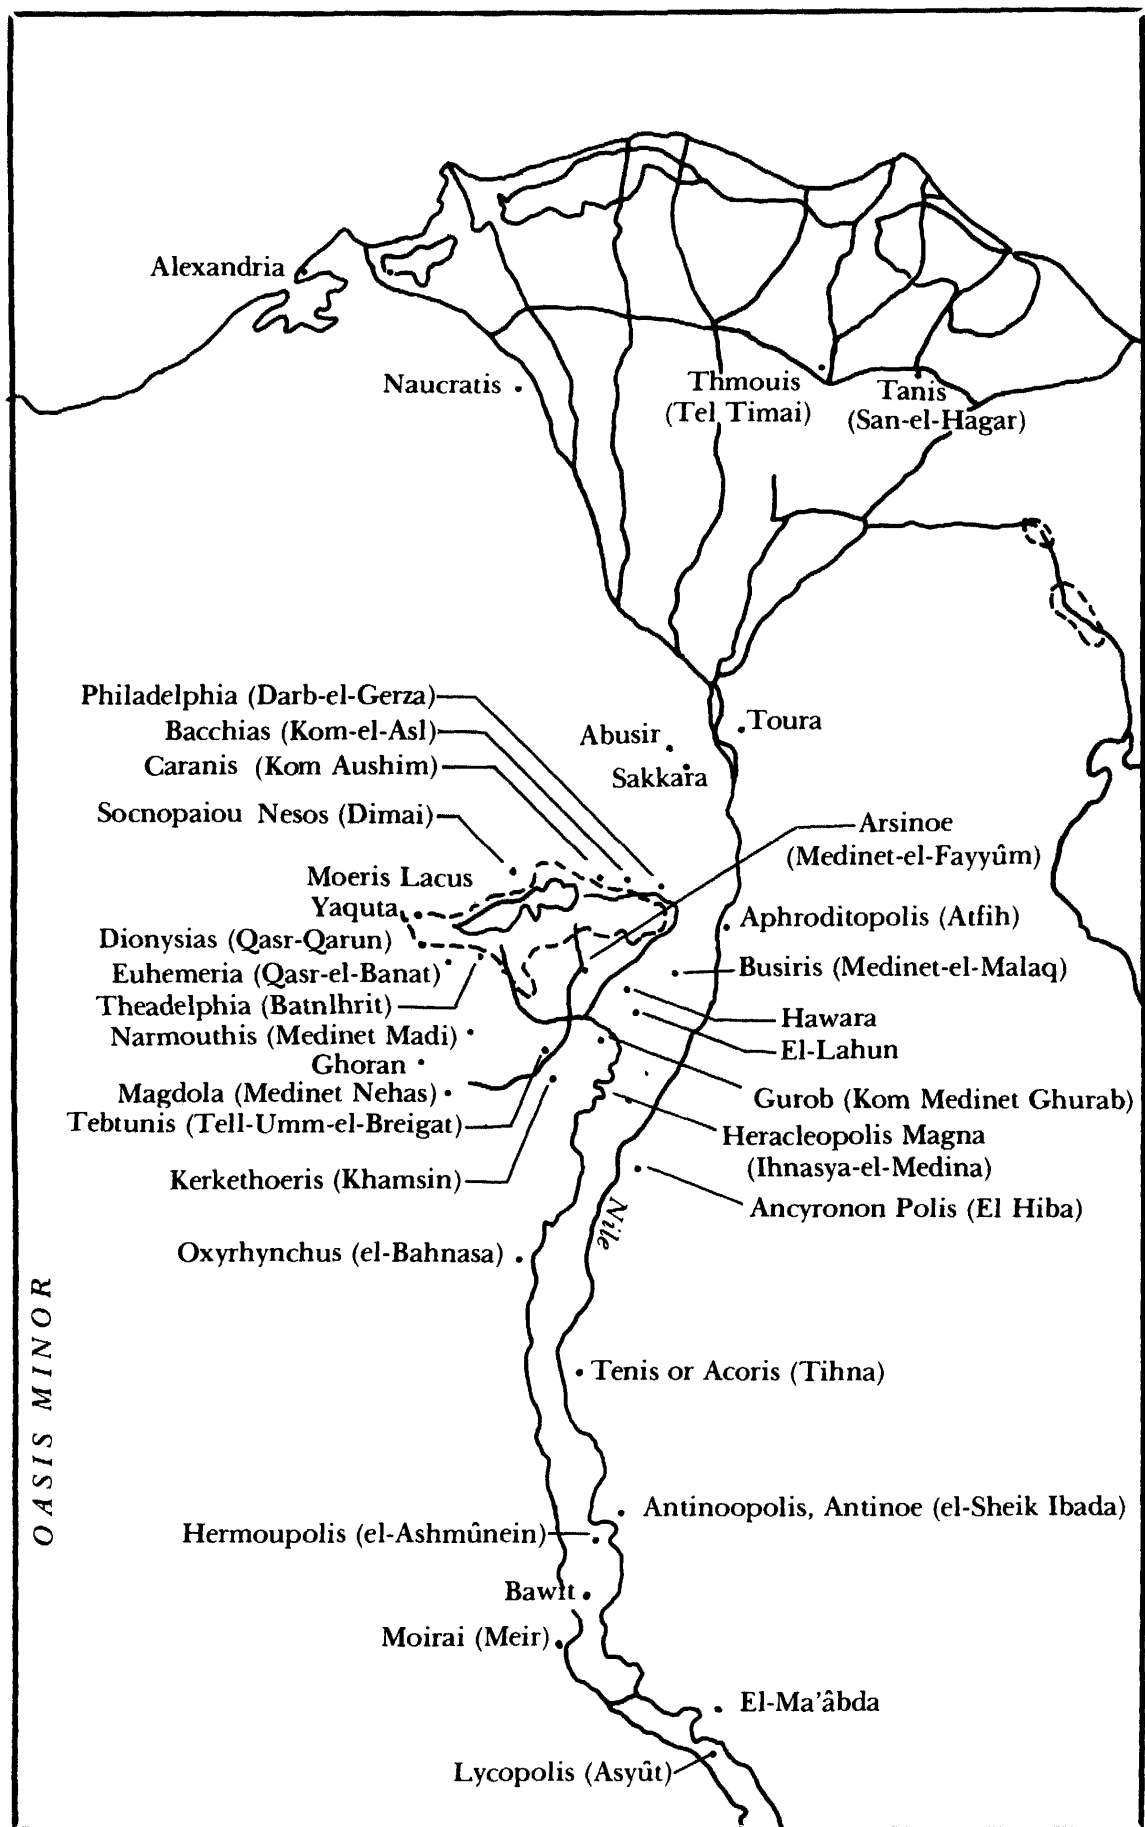 Alexandria
Naucratis
Thmouis
(Tel Timai)
Tanis
(San-el-Hagar)
Philadelphia (Darb-el-Gerza)
Bacchias (Kom-el-Asl)
Caranis (Kom Aushim)
Abusir
Toura
Sakkara
Socnopaiou Nesos (Dimai)
Arsinoe
(Medinet-el-Fayyûm)
Moeris Lacus
Yaquta
Aphroditopolis (Atfih)
Dionysias (Qasr-Qarun)
Euhemeria (Qasr-el-Banat)
Busiris (Medinet-el-Malaq)
Theadelphia (Batnlhrit)
Hawara
Narmouthis (Medinet Madi)
El-Lahun
Ghoran
Magdola (Medinet Nehas)
Gurob (Kom Medinet Ghurab)
Tebtunis (Tell-Umm-el-Breigat)
Heracleopolis Magna
(Ihnasya-el-Medina)
Kerkethoeris (Khamsin)
Ancyronon Polis (El Hiba)
Nile
Oxyrhynchus (el-Bahnasa)
OASIS MINOR
Tenis or Acoris (Tihna)
Antinoopolis, Antinoe (el-Sheik Ibada)
Hermoupolis (el-Ashmûnein)
Bawit
Moirai (Meir)
El-Ma'âbda
Lycopolis (Asyût)